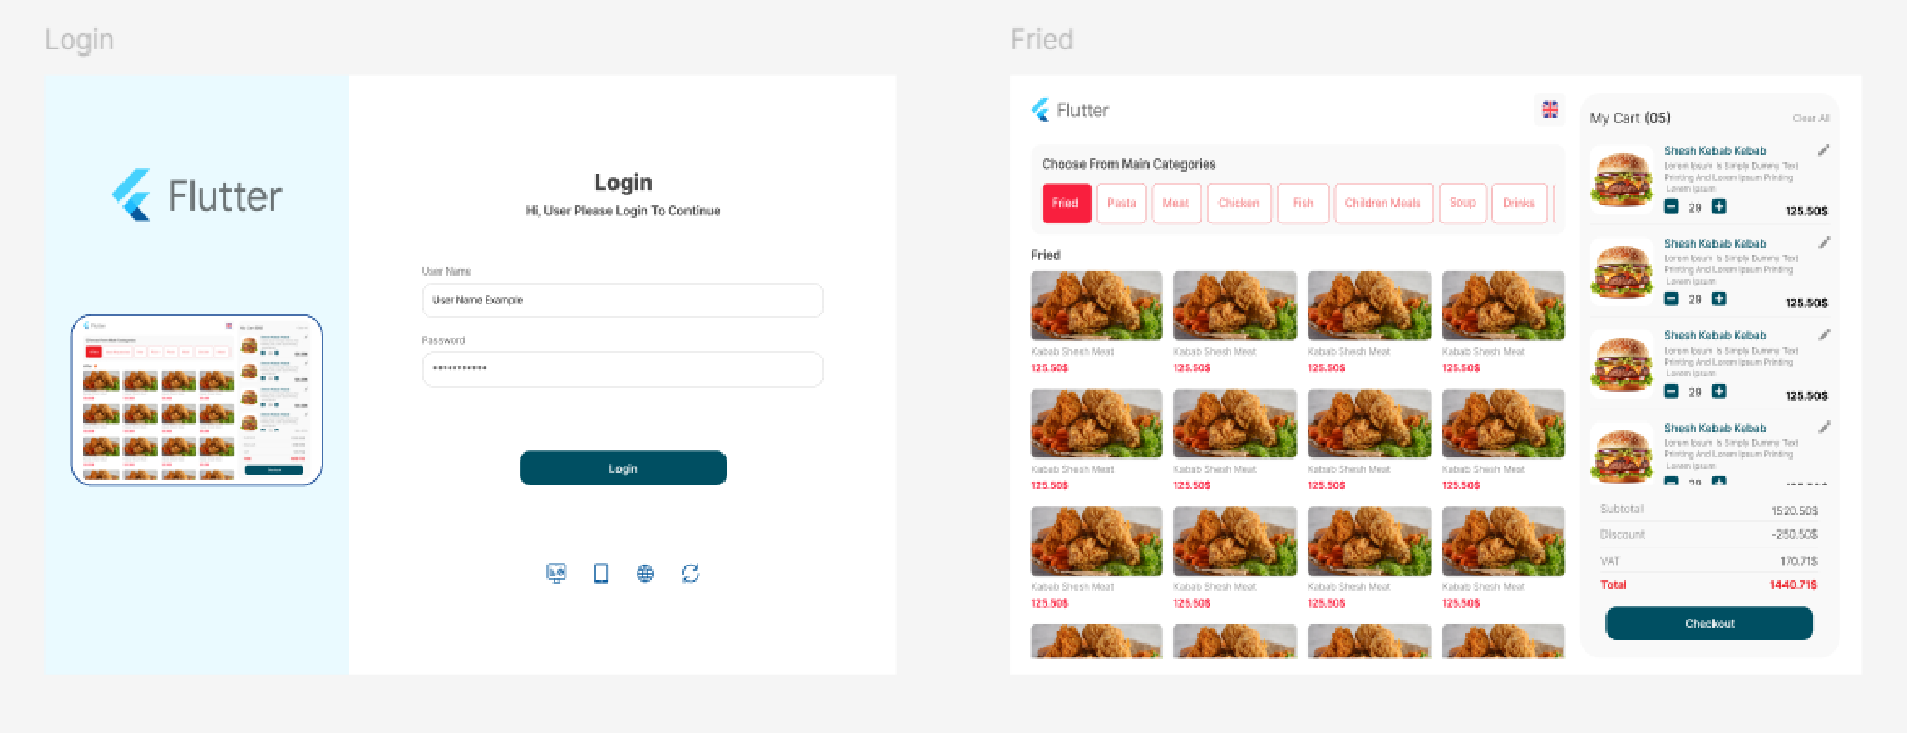 Login
Flutter
Login
Hi, User Please Login To Continue
User Name
User Name Example
Password
Login
Fried
Flutter
Choose From Main Categories
Fried
Pasta
Meat
Chicken
Fish
Children Meals
Soup
Drinks
Fried
Kabab Shesh Meat
125.50$
Kabab Shesh Meat
125.50$
Kabab Shesh Meat
125.50$
Kabab Shesh Meat
125.50$
Kabab Shesh Meat
125.50$
Kabab Shesh Meat
125.50$
Kabab Shesh Meat
125.50$
Kabab Shesh Meat
125.50$
Kabab Shesh Meat
125.50$
Kabab Shesh Meat
125.50$
Kabab Shesh Meat
125.50$
Kabab Shesh Meat
125.50$
My Cart (05)
Clear All
Shesh Kabab Kebab
Lorem Ipsum Is Simply Dummy Text
Printing And Lorem Ipsum Printing
Lorem Ipsum
29
125.50$
Shesh Kabab Kebab
Lorem Ipsum Is Simply Dummy Text
Printing And Lorem Ipsum Printing
Lorem Ipsum
29
125.50$
Shesh Kabab Kebab
Lorem Ipsum Is Simply Dummy Text
Printing And Lorem Ipsum Printing
Lorem Ipsum
29
125.50$
Shesh Kabab Kebab
Lorem Ipsum Is Simply Dummy Text
Printing And Lorem Ipsum Printing
Lorem Ipsum
29
Subtotal
1520.50$
Discount
-250.50$
VAT
170.71$
Total
1440.71$
Checkout